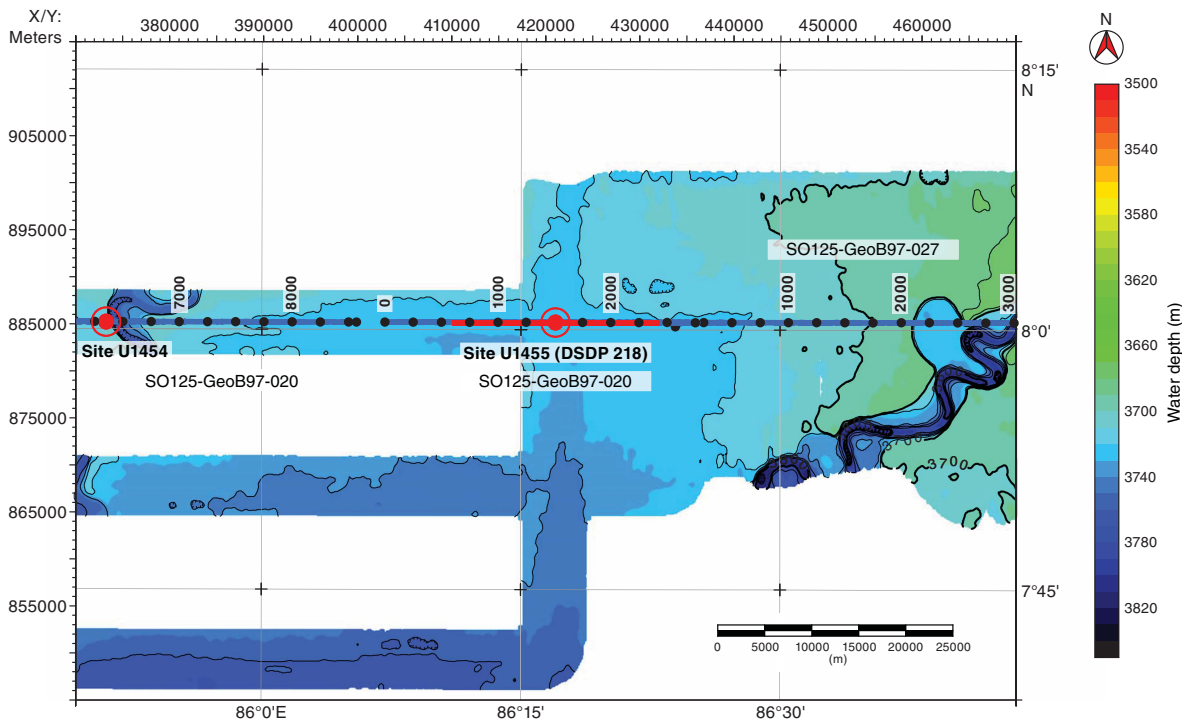 X/Y:
Meters
380000 390000 400000 410000 420000 430000 440000 450000 460000
N
8°15'
N
3500
905000
3540
3580
895000
SO125-GeoB97-027
3620
7000 8000 0 1000 2000 1000 2000 3000
885000
8°0'
Site U1454
Site U1455 (DSDP 218)
3660
SO125-GeoB97-020
SO125-GeoB97-020
Water depth (m)
875000
3700
3700
3700
3740
865000
3780
7°45'
855000
3820
0 5000 10000 15000 20000 25000
(m)
86°0'E 86°15' 86°30'